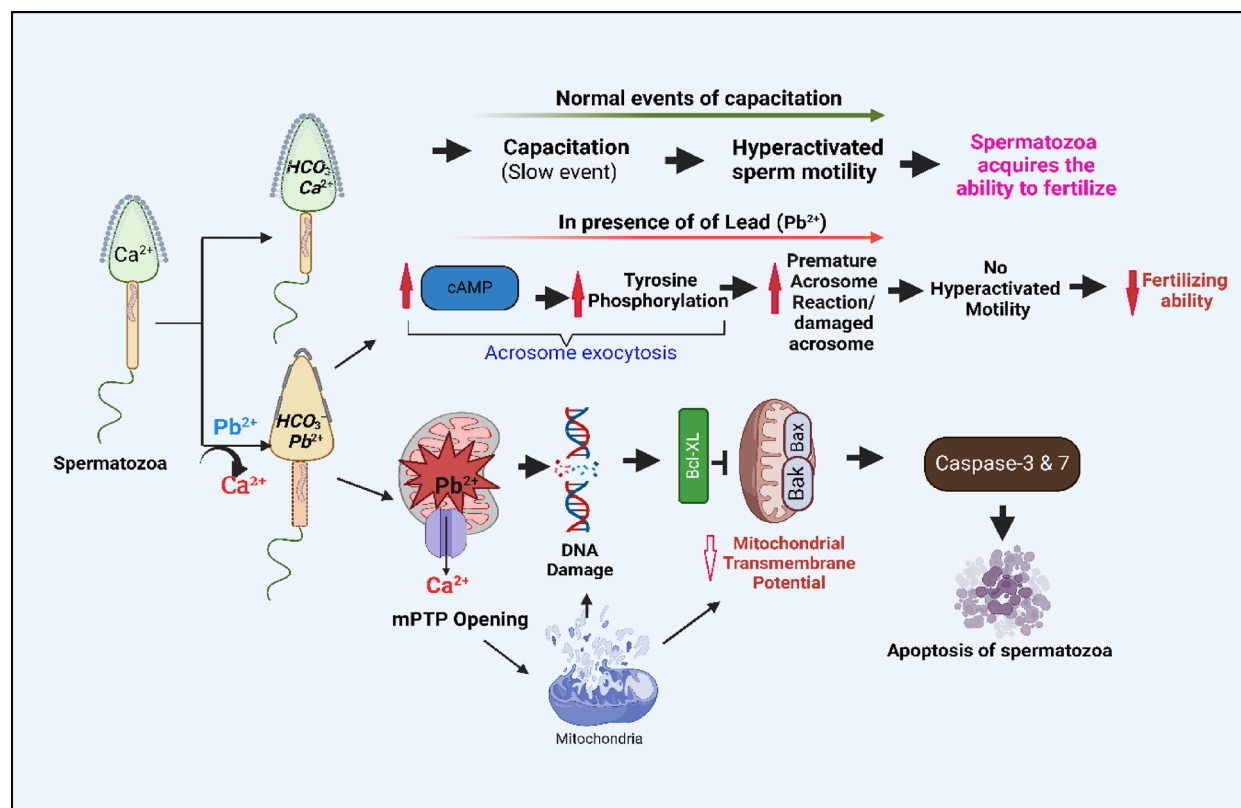 Normal events of capacitation
HCO₃⁻
Ca²⁺
Capacitation
(Slow event)
Hyperactivated
sperm motility
Spermatozoa
acquires the
ability to fertilize
Ca²⁺
Spermatozoa
In presence of of Lead (Pb²⁺)
cAMP
Tyrosine
Phosphorylation
Premature
Acrosome
Reaction/
damaged
acrosome
No
Hyperactivated
Motility
Fertilizing
ability
Acrosome exocytosis
Pb²⁺
Ca²⁺
HCO₃⁻
Pb²⁺
Pb²⁺
Ca²⁺
mPTP Opening
DNA
Damage
Mitochondria
Bcl-XL
Bax
Bak
Mitochondrial
Transmembrane
Potential
Caspase-3 & 7
Apoptosis of spermatozoa